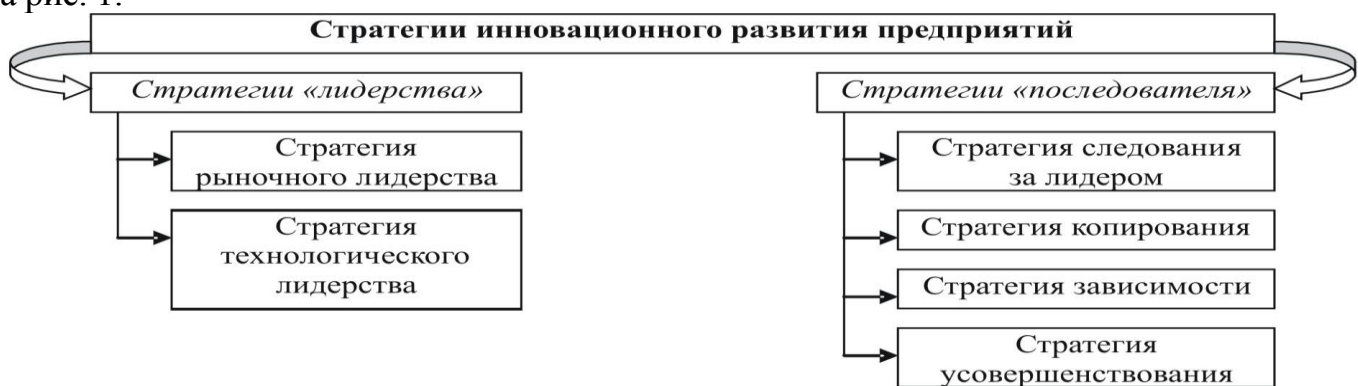 а рис. 1.
Стратегии инновационного развития предприятий
Стратегии «лидерства»
Стратегии «последователя»
Стратегия
рыночного лидерства
Стратегия
технологического
лидерства
Стратегия следования
за лидером
Стратегия копирования
Стратегия зависимости
Стратегия
усовершенствования